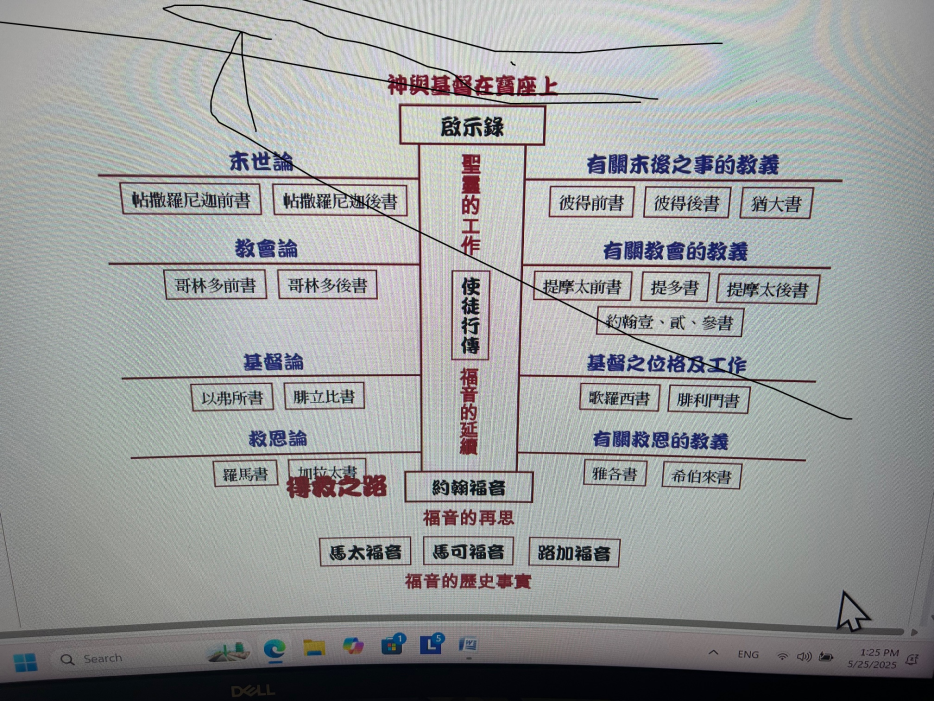 神與基督在寶座上
啟示錄
末世論
聖靈的工作
有關末後之事的教義
帖撒羅尼迦前書 帖撒羅尼迦後書
彼得前書 彼得後書 猶大書
教會論
有關教會的教義
哥林多前書 哥林多後書
使徒行傳
提摩太前書 提多書 提摩太後書
約翰壹、貳、參書
基督論
福音的延續
基督之位格及工作
以弗所書 腓立比書
歌羅西書 腓利門書
救恩論
有關救恩的教義
羅馬書 加拉太書
雅各書 希伯來書
得救之路
約翰福音
福音的再思
馬太福音 馬可福音 路加福音
福音的歷史事實
Search
1
L
5
ENG
1:25 PM
5/25/2025
DELL